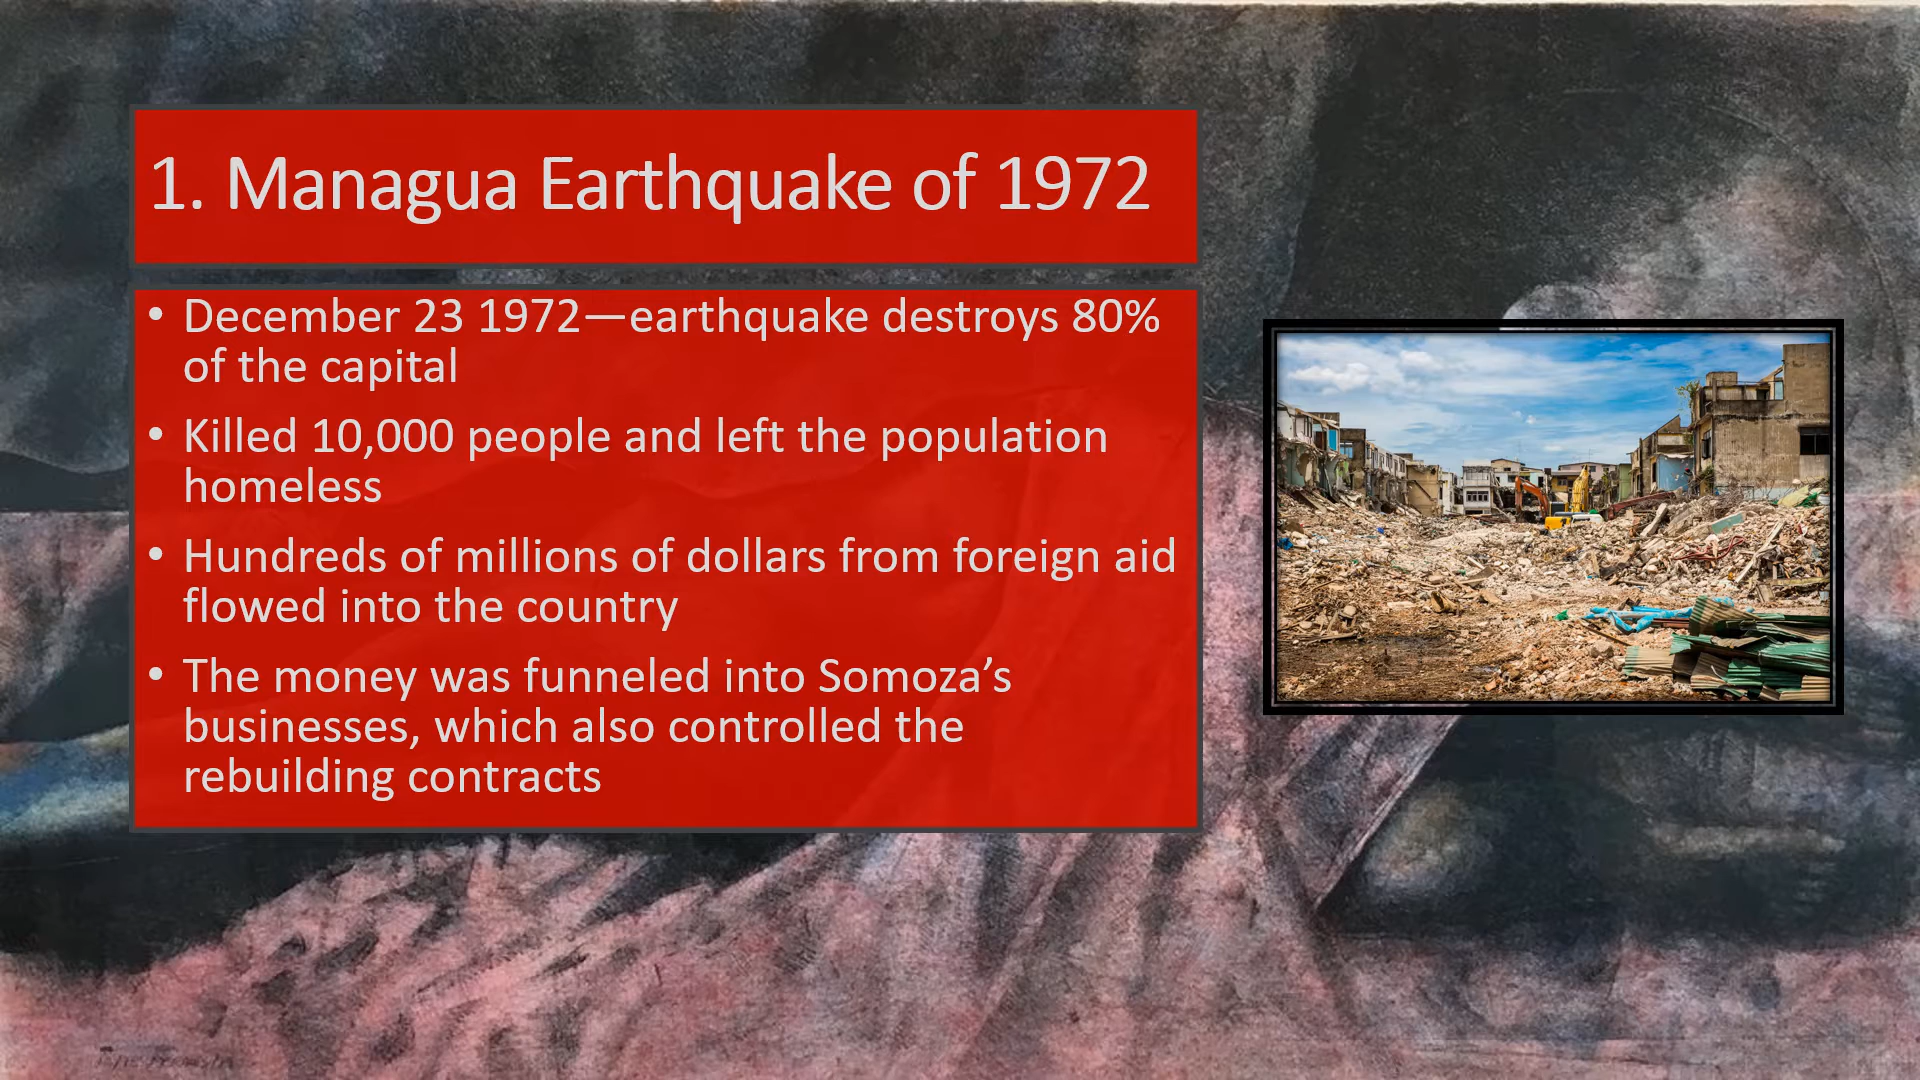 1. Managua Earthquake of 1972
• December 23 1972—earthquake destroys 80%
of the capital
• Killed 10,000 people and left the population
homeless
• Hundreds of millions of dollars from foreign aid
flowed into the country
• The money was funneled into Somoza’s
businesses, which also controlled the
rebuilding contracts